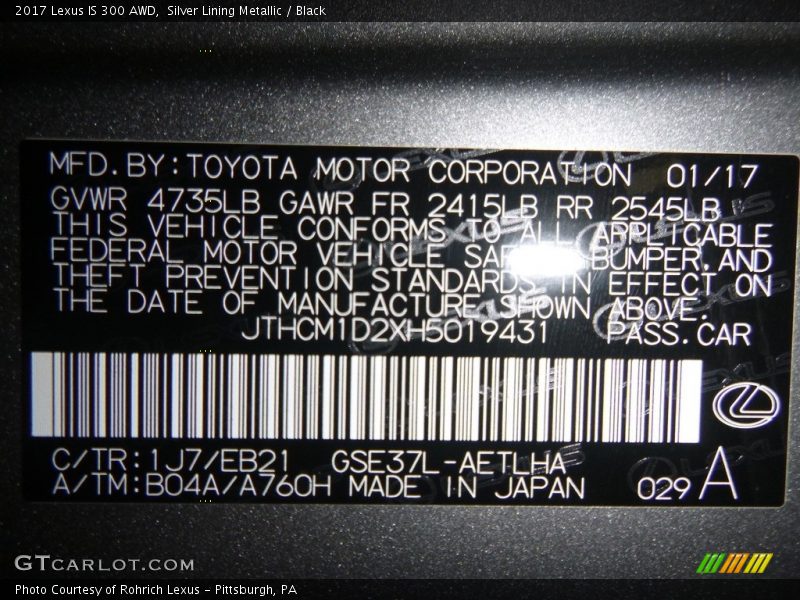 2017 Lexus IS 300 AWD,  Silver Lining Metallic / Black
MFD. BY: TOYOTA MOTOR CORPORATION 01/17
GVWR 4735LB GAWR FR 2415LB RR 2545LB
THIS VEHICLE CONFORMS TO ALL APPLICABLE
FEDERAL MOTOR VEHICLE BUMPER, AND
THEFT PREVENTION STANDARDS IN EFFECT ON
THE DATE OF MANUFACTURE SHOWN ABOVE.
JTHCM1D2XH5019431 PASS. CAR
C/TR: 1J7/EB21 GSE37L-AETLHA
A/TM: B04A/A760H MADE IN JAPAN 029 A
GTCARLOT.COM
Photo Courtesy of Rohrich Lexus - Pittsburgh, PA